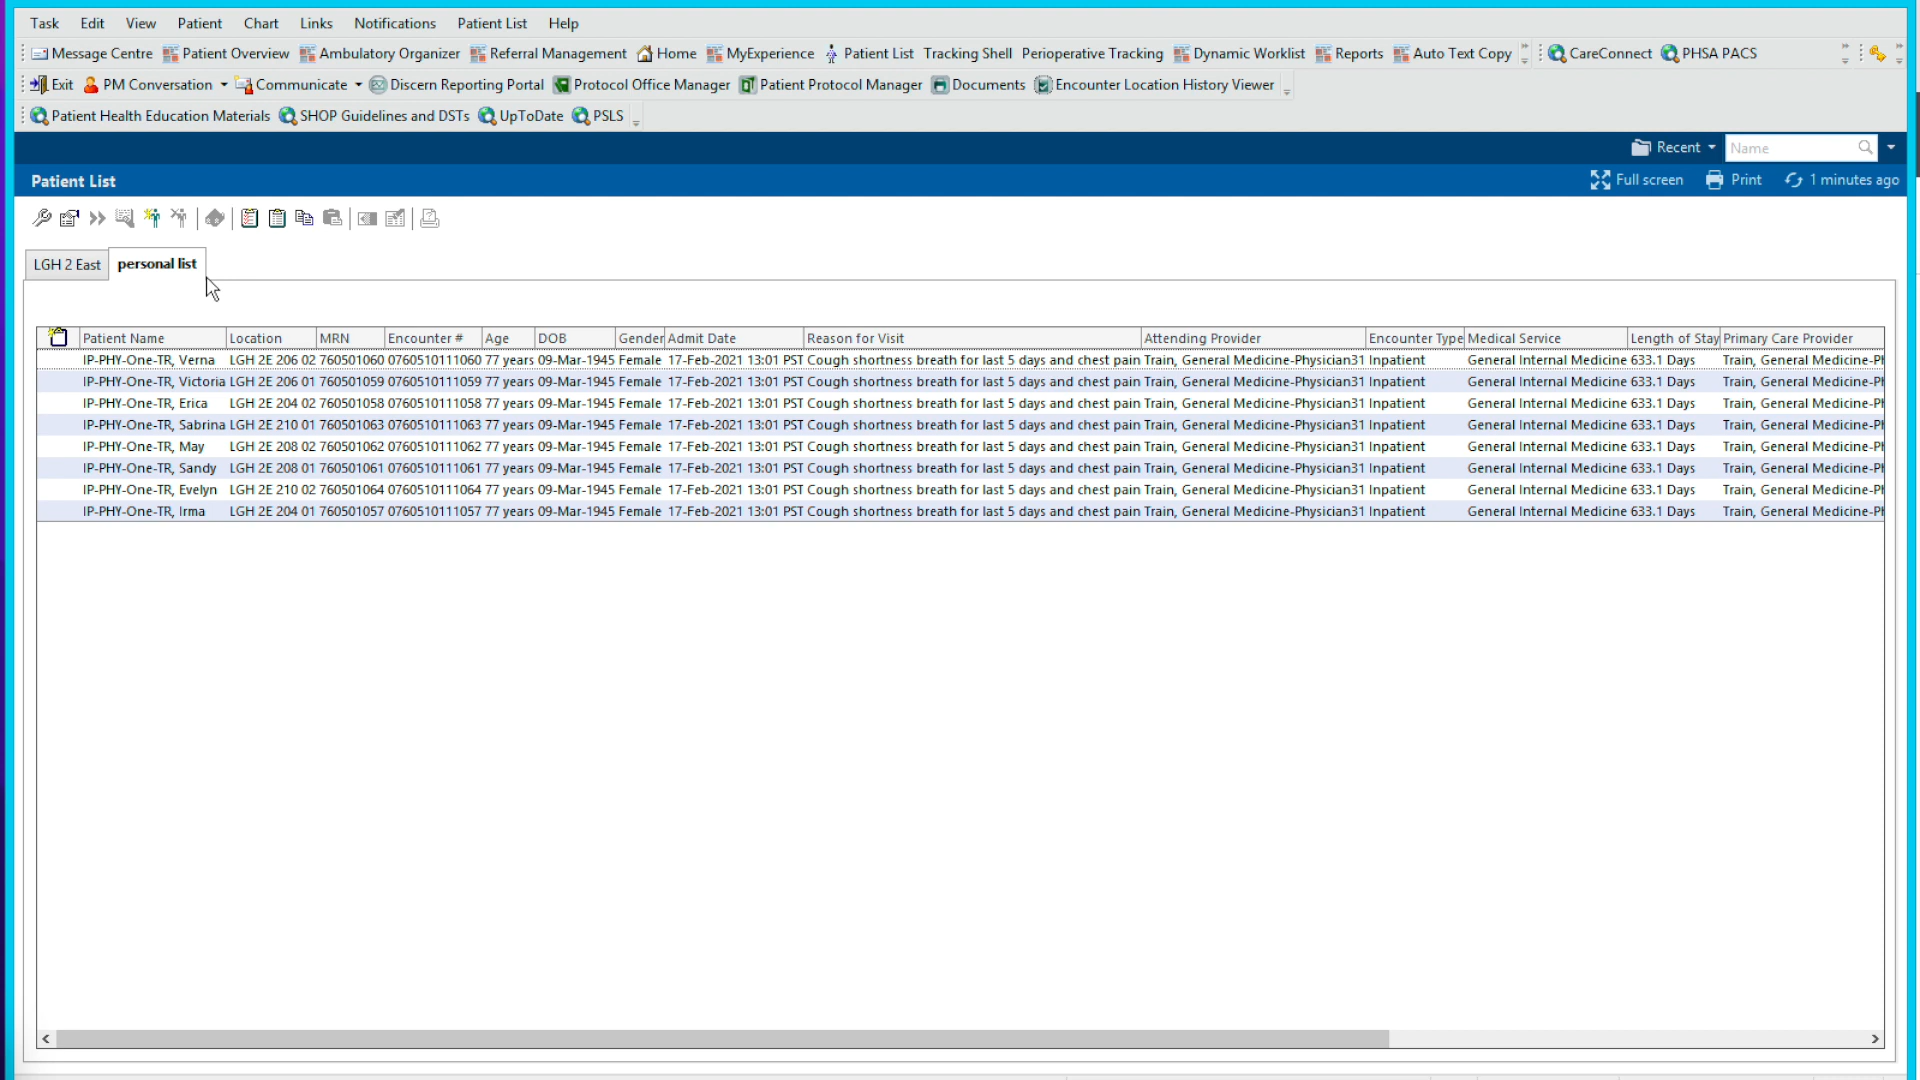 Task Edit View Patient Chart Links Notifications Patient List Help
Message Centre Patient Overview Ambulatory Organizer Referral Management Home MyExperience Patient List Tracking Shell Perioperative Tracking Dynamic Worklist Reports Auto Text Copy CareConnect PHSA PACS
Exit PM Conversation Communicate Discern Reporting Portal Protocol Office Manager Patient Protocol Manager Documents Encounter Location History Viewer
Patient Health Education Materials SHOP Guidelines and DSTs UpToDate PSLS
Recent Name
Patient List Full screen Print 1 minutes ago
LGH 2 East personal list
Patient Name Location MRN Encounter # Age DOB Gender Admit Date Reason for Visit Attending Provider Encounter Type Medical Service Length of Stay Primary Care Provider
IP-PHY-One-TR, Verna LGH 2E 206 02 760501060 0760510111060 77 years 09-Mar-1945 Female 17-Feb-2021 13:01 PST Cough shortness breath for last 5 days and chest pain Train, General Medicine-Physician31 Inpatient General Internal Medicine 633.1 Days Train, General Medicine-Ph
IP-PHY-One-TR, Victoria LGH 2E 206 01 760501059 0760510111059 77 years 09-Mar-1945 Female 17-Feb-2021 13:01 PST Cough shortness breath for last 5 days and chest pain Train, General Medicine-Physician31 Inpatient General Internal Medicine 633.1 Days Train, General Medicine-Ph
IP-PHY-One-TR, Erica LGH 2E 204 02 760501058 0760510111058 77 years 09-Mar-1945 Female 17-Feb-2021 13:01 PST Cough shortness breath for last 5 days and chest pain Train, General Medicine-Physician31 Inpatient General Internal Medicine 633.1 Days Train, General Medicine-Ph
IP-PHY-One-TR, Sabrina LGH 2E 210 01 760501063 0760510111063 77 years 09-Mar-1945 Female 17-Feb-2021 13:01 PST Cough shortness breath for last 5 days and chest pain Train, General Medicine-Physician31 Inpatient General Internal Medicine 633.1 Days Train, General Medicine-Ph
IP-PHY-One-TR, May LGH 2E 208 02 760501062 0760510111062 77 years 09-Mar-1945 Female 17-Feb-2021 13:01 PST Cough shortness breath for last 5 days and chest pain Train, General Medicine-Physician31 Inpatient General Internal Medicine 633.1 Days Train, General Medicine-Ph
IP-PHY-One-TR, Sandy LGH 2E 208 01 760501061 0760510111061 77 years 09-Mar-1945 Female 17-Feb-2021 13:01 PST Cough shortness breath for last 5 days and chest pain Train, General Medicine-Physician31 Inpatient General Internal Medicine 633.1 Days Train, General Medicine-Ph
IP-PHY-One-TR, Evelyn LGH 2E 210 02 760501064 0760510111064 77 years 09-Mar-1945 Female 17-Feb-2021 13:01 PST Cough shortness breath for last 5 days and chest pain Train, General Medicine-Physician31 Inpatient General Internal Medicine 633.1 Days Train, General Medicine-Ph
IP-PHY-One-TR, Irma LGH 2E 204 01 760501057 0760510111057 77 years 09-Mar-1945 Female 17-Feb-2021 13:01 PST Cough shortness breath for last 5 days and chest pain Train, General Medicine-Physician31 Inpatient General Internal Medicine 633.1 Days Train, General Medicine-Ph